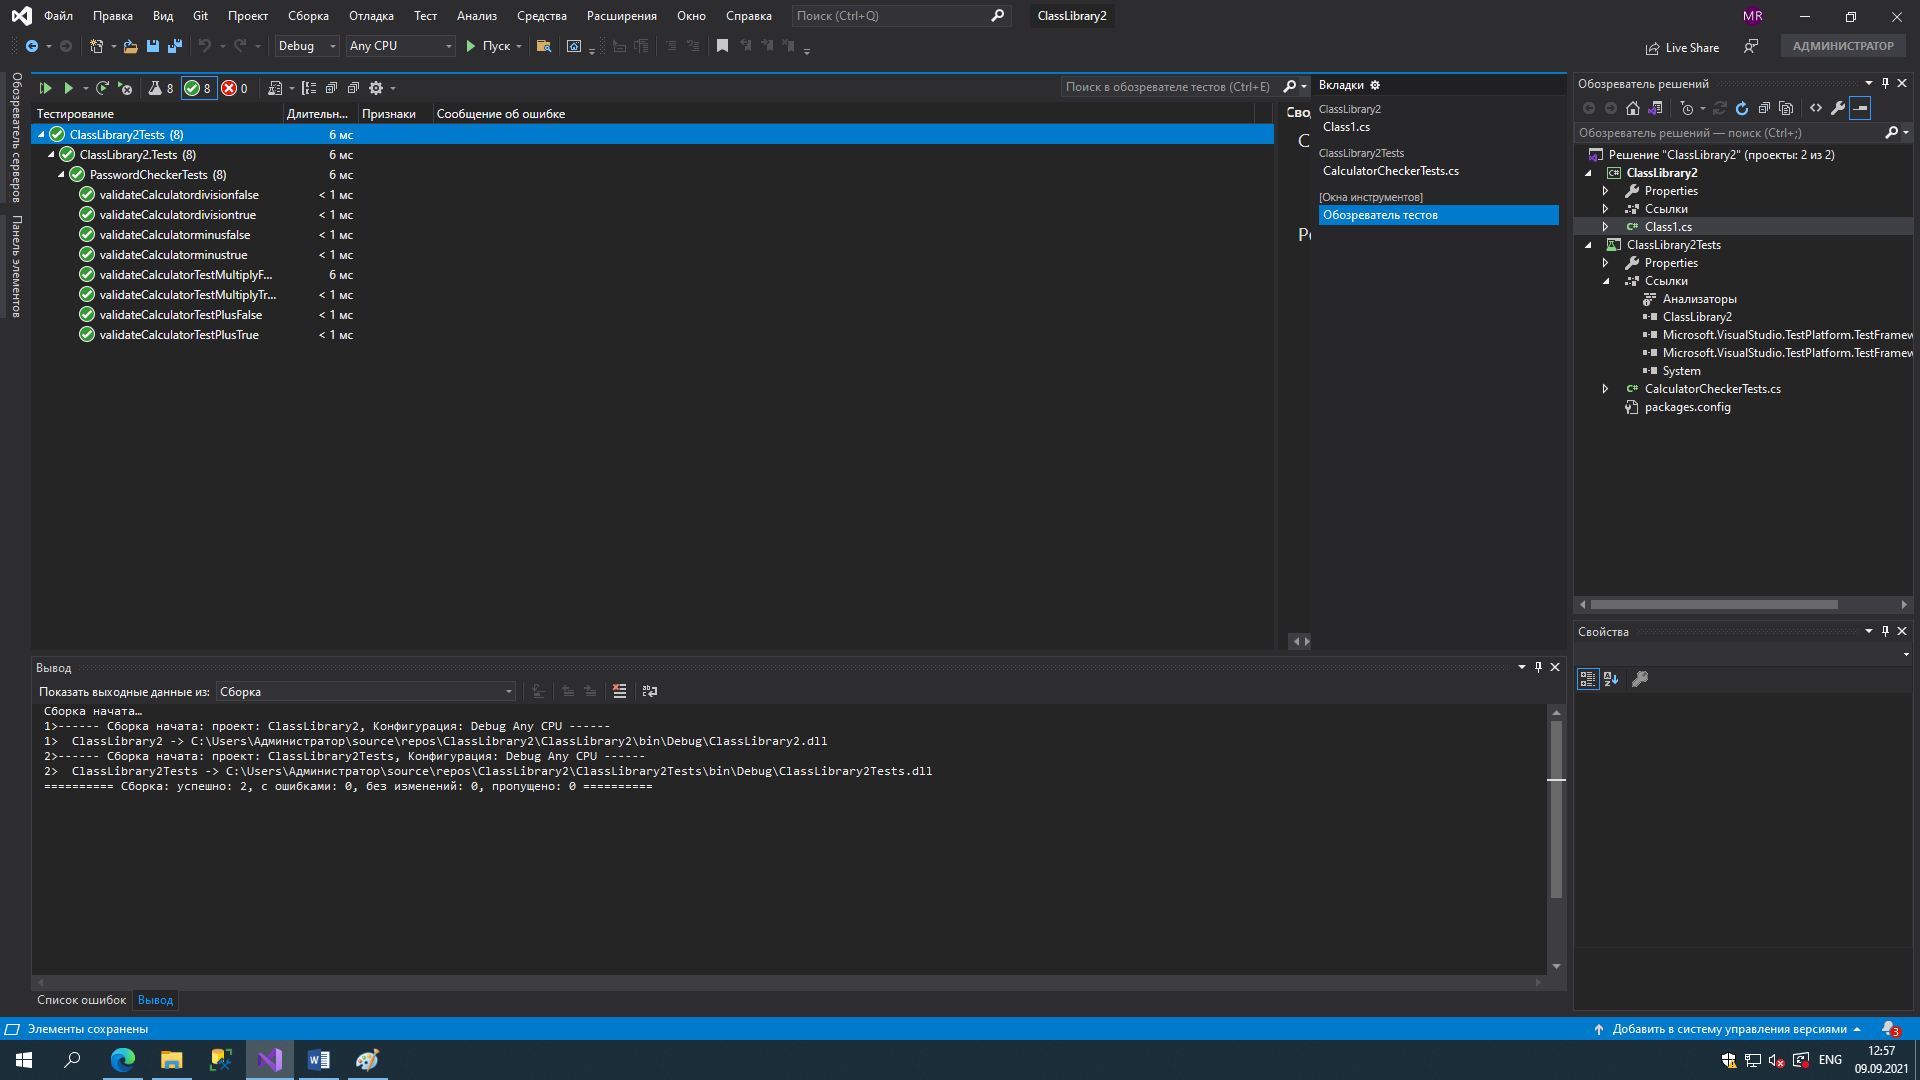 Файл Правка Вид Git Проект Сборка Отладка Тест Анализ Средства Расширения Окно Справка Поиск (Ctrl+Q) ClassLibrary2 MR
Debug Any CPU Пуск Live Share АДМИНИСТРАТОР
Обозреватель серверов
Панель элементов
8 8 0 Поиск в обозревателе тестов (Ctrl+E)
Тестирование Длительн... Признаки Сообщение об ошибке
ClassLibrary2Tests (8) 6 мс
ClassLibrary2.Tests (8) 6 мс
PasswordCheckerTests (8) 6 мс
validateCalculatordivisionfalse < 1 мс
validateCalculatordivisiontrue < 1 мс
validateCalculatorminusfalse < 1 мс
validateCalculatorminustrue < 1 мс
validateCalculatorTestMultiplyF... 6 мс
validateCalculatorTestMultiplyTr... < 1 мс
validateCalculatorTestPlusFalse < 1 мс
validateCalculatorTestPlusTrue < 1 мс
Вкладки
ClassLibrary2
Class1.cs
ClassLibrary2Tests
CalculatorCheckerTests.cs
[Окна инструментов]
Обозреватель тестов
Обозреватель решений
Обозреватель решений — поиск (Ctrl+;)
Решение "ClassLibrary2" (проекты: 2 из 2)
ClassLibrary2
Properties
Ссылки
Class1.cs
ClassLibrary2Tests
Properties
Ссылки
Анализаторы
ClassLibrary2
Microsoft.VisualStudio.TestPlatform.TestFramew
Microsoft.VisualStudio.TestPlatform.TestFramew
System
CalculatorCheckerTests.cs
packages.config
Свойства
Вывод
Показать выходные данные из: Сборка
Сборка начата…
1>------ Сборка начата: проект: ClassLibrary2, Конфигурация: Debug Any CPU ------
1>  ClassLibrary2 -> C:\Users\Администратор\source\repos\ClassLibrary2\ClassLibrary2\bin\Debug\ClassLibrary2.dll
2>------ Сборка начата: проект: ClassLibrary2Tests, Конфигурация: Debug Any CPU ------
2>  ClassLibrary2Tests -> C:\Users\Администратор\source\repos\ClassLibrary2\ClassLibrary2Tests\bin\Debug\ClassLibrary2Tests.dll
========== Сборка: успешно: 2, с ошибками: 0, без изменений: 0, пропущено: 0 ==========
Список ошибок Вывод
Элементы сохранены Добавить в систему управления версиями 3
ENG 12:57
09.09.2021